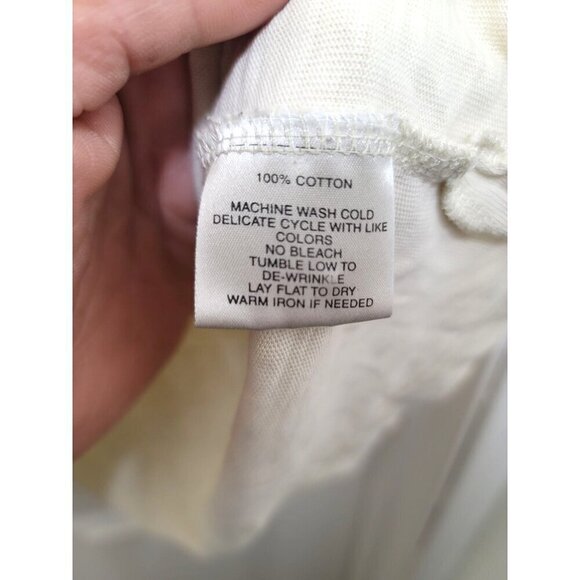 100% COTTON
MACHINE WASH COLD
DELICATE CYCLE WITH LIKE
COLORS
NO BLEACH
TUMBLE LOW TO
DE-WRINKLE
LAY FLAT TO DRY
WARM IRON IF NEEDED